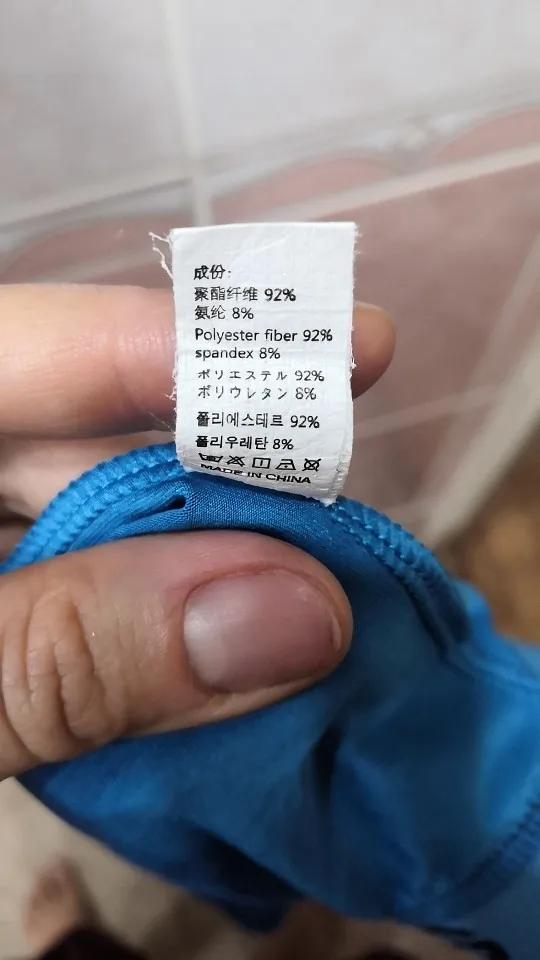 成份:
聚酯纤维 92%
氨纶 8%
Polyester fiber 92%
spandex 8%
ポリエステル 92%
ポリウレタン 8%
폴리에스테르 92%
폴리우레탄 8%
MADE IN CHINA